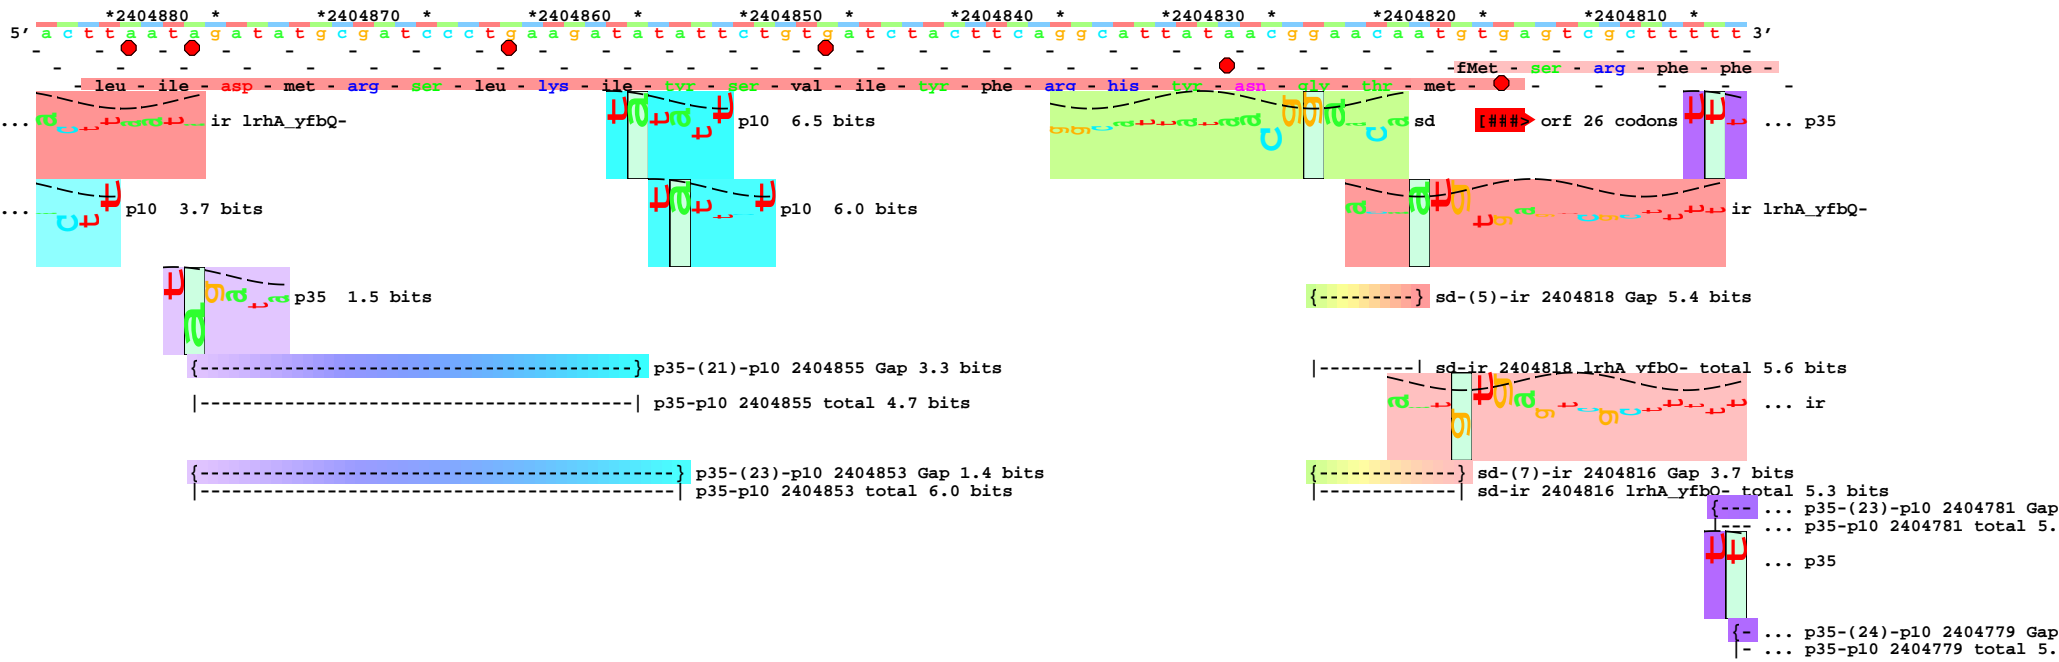 *2404880 * *2404870 * *2404860 * *2404850 * *2404840 * *2404830 * *2404820 * *2404810 *
5’ a c t t a a t a g a t a t g c g a t c c c t g a a g a t a t a t t c t g t g a t c t a c t t c a g g c a t t a t a a c g g a a c a a t g t g a g t c g c t t t t t 3’
-fMet - ser - arg - phe - phe -
- leu - ile - asp - met - arg - ser - leu - lys - ile - tyr - ser - val - ile - tyr - phe - arg - his - tyr - asn - gly - thr - met -
... ir lrhA_yfbQ- p10 6.5 bits sd [###> orf 26 codons ... p35
... p10 3.7 bits p10 6.0 bits ir lrhA_yfbQ-
p35 1.5 bits {----------} sd-(5)-ir 2404818 Gap 5.4 bits
{-----------------------------------------} p35-(21)-p10 2404855 Gap 3.3 bits |---------| sd-ir 2404818 lrhA_yfbQ- total 5.6 bits
|-----------------------------------------| p35-p10 2404855 total 4.7 bits ... ir
{---------------------------------------------} p35-(23)-p10 2404853 Gap 1.4 bits {-------------} sd-(7)-ir 2404816 Gap 3.7 bits
|---------------------------------------------| p35-p10 2404853 total 6.0 bits |-------------| sd-ir 2404816 lrhA_yfbQ- total 5.3 bits
{--- ... p35-(23)-p10 2404781 Gap
|--- ... p35-p10 2404781 total 5.
... p35
{- ... p35-(24)-p10 2404779 Gap
|- ... p35-p10 2404779 total 5.